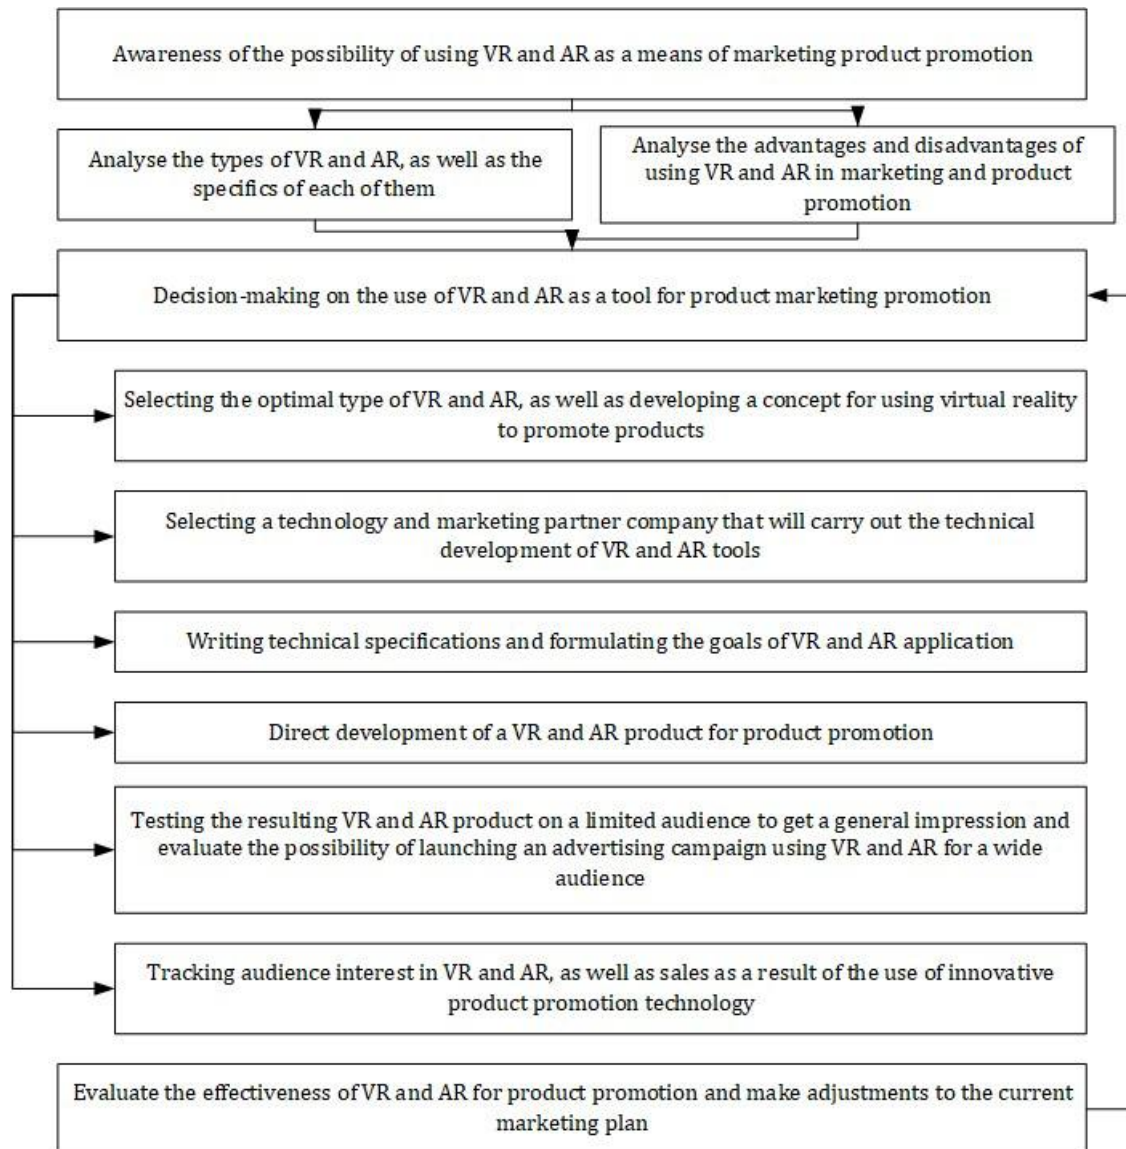 Awareness of the possibility of using VR and AR as a means of marketing product promotion
Analyse the types of VR and AR, as well as the
specifics of each of them
Analyse the advantages and disadvantages of
using VR and AR in marketing and product
promotion
Decision-making on the use of VR and AR as a tool for product marketing promotion
Selecting the optimal type of VR and AR, as well as developing a concept for using virtual reality
to promote products
Selecting a technology and marketing partner company that will carry out the technical
development of VR and AR tools
Writing technical specifications and formulating the goals of VR and AR application
Direct development of a VR and AR product for product promotion
Testing the resulting VR and AR product on a limited audience to get a general impression and
evaluate the possibility of launching an advertising campaign using VR and AR for a wide
audience
Tracking audience interest in VR and AR, as well as sales as a result of the use of innovative
product promotion technology
Evaluate the effectiveness of VR and AR for product promotion and make adjustments to the current
marketing plan